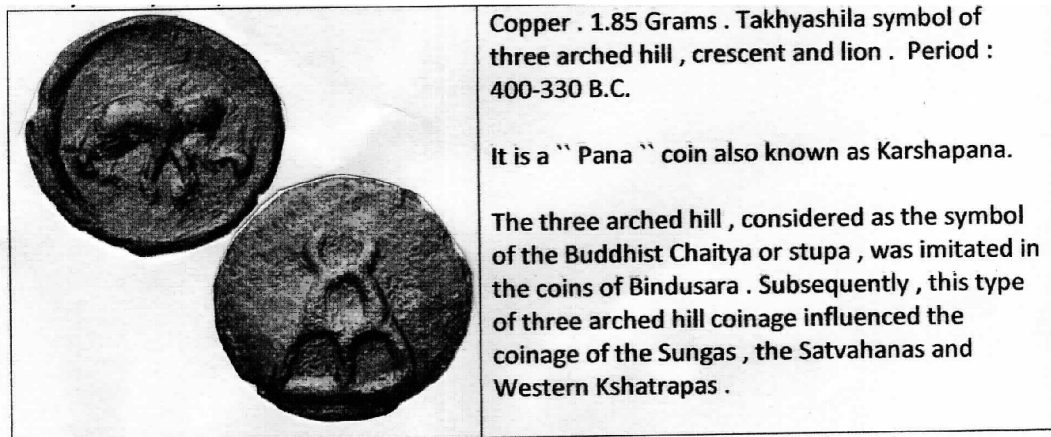 Copper . 1.85 Grams . Takhyashila symbol of
three arched hill , crescent and lion . Period :
400-330 B.C.
It is a `` Pana `` coin also known as Karshapana.
The three arched hill , considered as the symbol
of the Buddhist Chaitya or stupa , was imitated in
the coins of Bindusara . Subsequently , this type
of three arched hill coinage influenced the
coinage of the Sungas , the Satvahanas and
Western Kshatrapas .